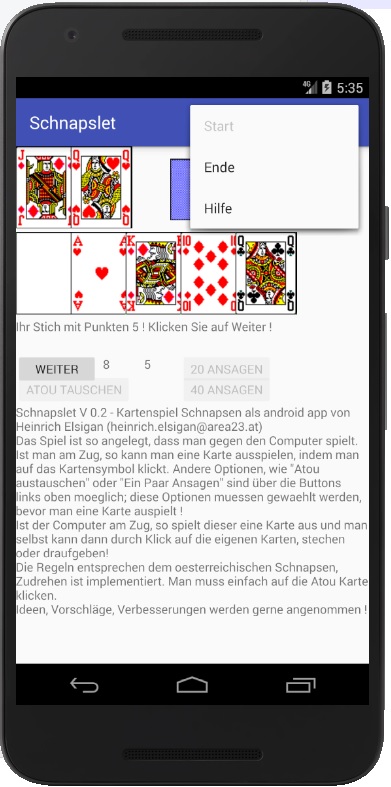 4G 5:35
Schnapslet
Start
Ende
Hilfe
J Q
A K 10 Q
Ihr Stich mit Punkten 5 ! Klicken Sie auf Weiter !
WEITER 8 5 20 ANSAGEN
ATOU TAUSCHEN 40 ANSAGEN
Schnapslet V 0.2 - Kartenspiel Schnapsen als android app von
Heinrich Elsigan (heinrich.elsigan@area23.at)
Das Spiel ist so angelegt, dass man gegen den Computer spielt.
Ist man am Zug, so kann man eine Karte ausspielen, indem man
auf das Kartensymbol klickt. Andere Optionen, wie "Atou
austauschen" oder "Ein Paar Ansagen" sind über die Buttons
links oben moeglich; diese Optionen muessen gewaehlt werden,
bevor man eine Karte auspielt !
Ist der Computer am Zug, so spielt dieser eine Karte aus und man
selbst kann dann durch Klick auf die eigenen Karten, stechen
oder draufgeben!
Die Regeln entsprechen dem oesterreichischen Schnapsen,
Zudrehen ist implementiert. Man muss einfach auf die Atou Karte
klicken.
Ideen, Vorschläge, Verbesserungen werden gerne angenommen !